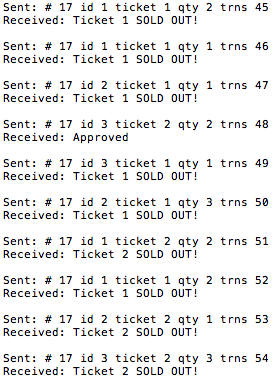 Sent: # 17 id 1 ticket 1 qty 2 trns 45
Received: Ticket 1 SOLD OUT!
Sent: # 17 id 1 ticket 1 qty 1 trns 46
Received: Ticket 1 SOLD OUT!
Sent: # 17 id 2 ticket 1 qty 1 trns 47
Received: Ticket 1 SOLD OUT!
Sent: # 17 id 3 ticket 2 qty 2 trns 48
Received: Approved
Sent: # 17 id 3 ticket 1 qty 1 trns 49
Received: Ticket 1 SOLD OUT!
Sent: # 17 id 2 ticket 1 qty 3 trns 50
Received: Ticket 1 SOLD OUT!
Sent: # 17 id 1 ticket 2 qty 2 trns 51
Received: Ticket 2 SOLD OUT!
Sent: # 17 id 1 ticket 1 qty 2 trns 52
Received: Ticket 1 SOLD OUT!
Sent: # 17 id 2 ticket 2 qty 1 trns 53
Received: Ticket 2 SOLD OUT!
Sent: # 17 id 3 ticket 2 qty 3 trns 54
Received: Ticket 2 SOLD OUT!